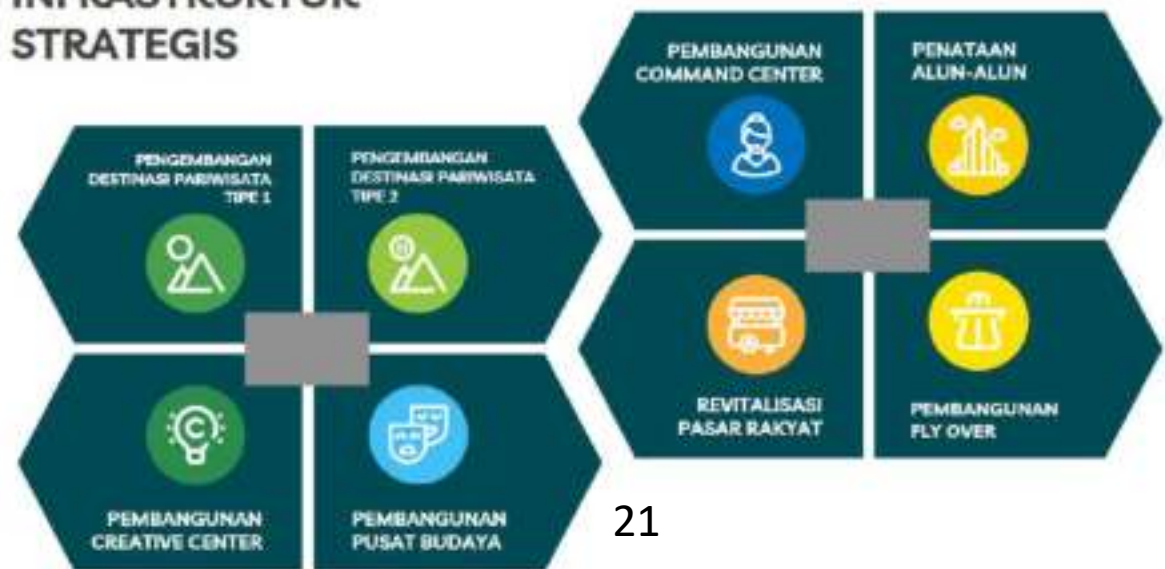 INFRASTRUKTUR
STRATEGIS
PENGEMBANGAN
DESTINASI PARIWISATA
TIPE 1
PENGEMBANGAN
DESTINASI PARIWISATA
TIPE 2
PEMBANGUNAN
CREATIVE CENTER
PEMBANGUNAN
PUSAT BUDAYA
PEMBANGUNAN
COMMAND CENTER
PENATAAN
ALUN-ALUN
REVITALISASI
PASAR RAKYAT
PEMBANGUNAN
FLY OVER
C
21